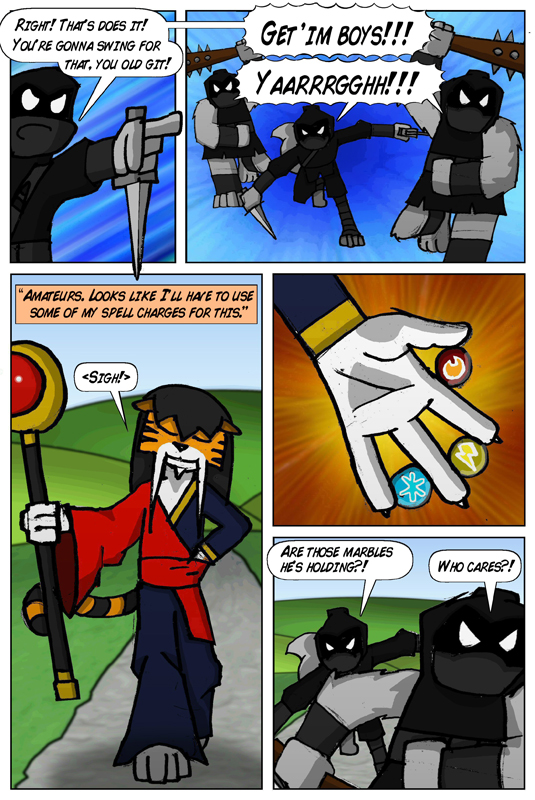 Right! That's does it!
You're gonna swing for
that, you old git!
Get 'im boys!!!
Yaarrrgghh!!!
"Amateurs. Looks like I'll have to use
some of my spell charges for this."
<Sigh!>
Are those marbles
he's holding?!
Who cares?!